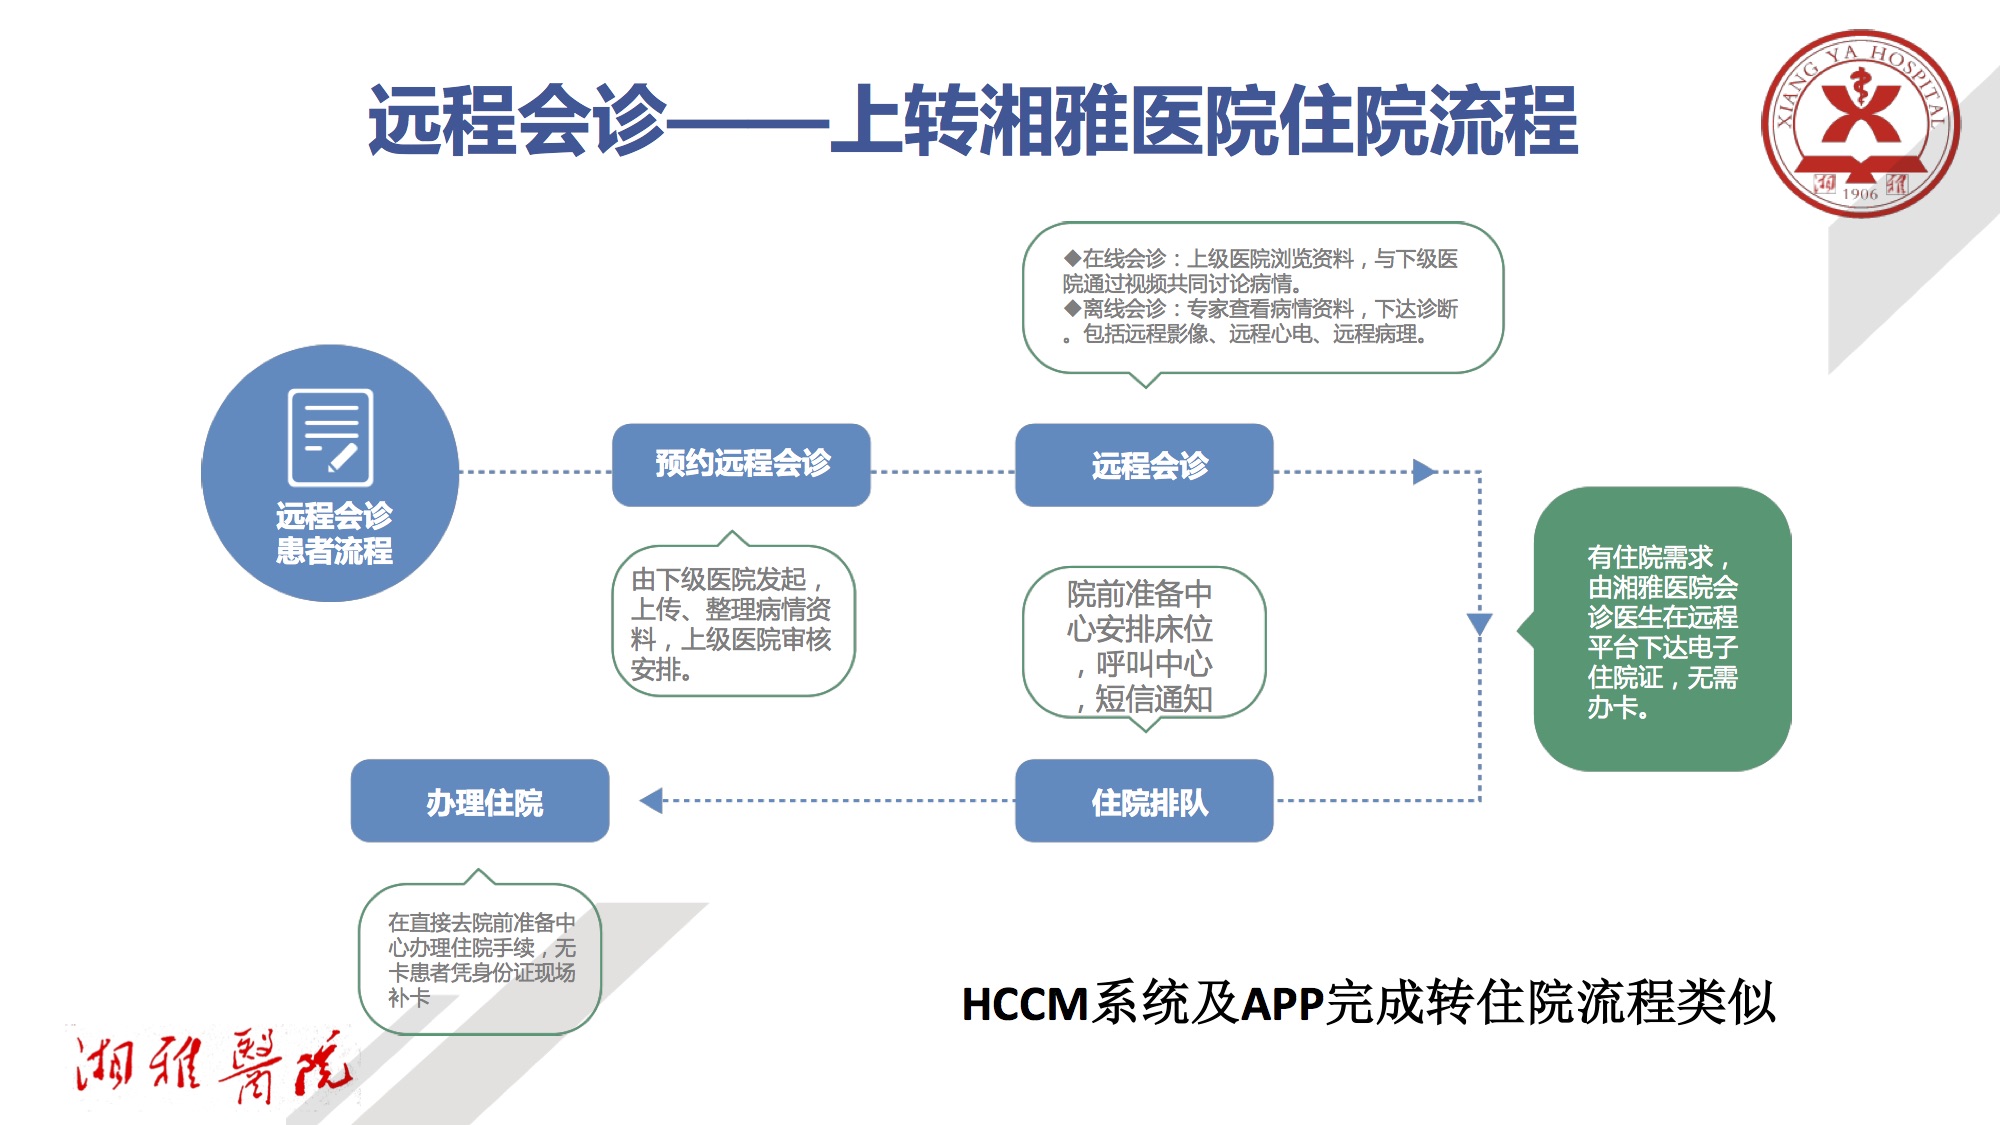 远程会诊——上转湘雅医院住院流程
XIANG YA HOSPITAL
湘 1906 雅
◆在线会诊：上级医院浏览资料，与下级医
院通过视频共同讨论病情。
◆离线会诊：专家查看病情资料，下达诊断
。包括远程影像、远程心电、远程病理。
远程会诊
患者流程
预约远程会诊
远程会诊
由下级医院发起，
上传、整理病情资
料，上级医院审核
安排。
有住院需求，
由湘雅医院会
诊医生在远程
平台下达电子
住院证，无需
办卡。
院前准备中
心安排床位
，呼叫中心
，短信通知
住院排队
办理住院
在直接去院前准备中
心办理住院手续，无
卡患者凭身份证现场
补卡
HCCM系统及APP完成转住院流程类似
湘雅醫院